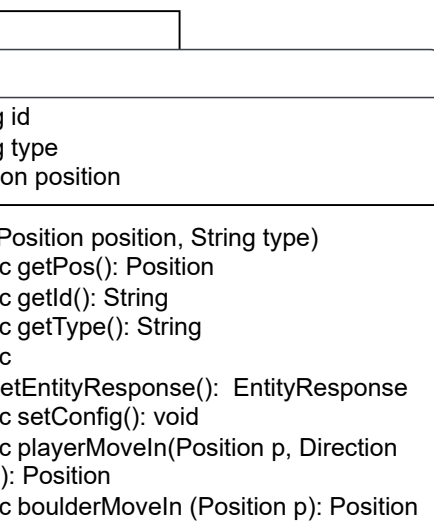 g id
g type
on position
Position position, String type)
c getPos(): Position
c getId(): String
c getType(): String
c
etEntityResponse():  EntityResponse
c setConfig(): void
c playerMoveIn(Position p, Direction
): Position
c boulderMoveIn (Position p): Position